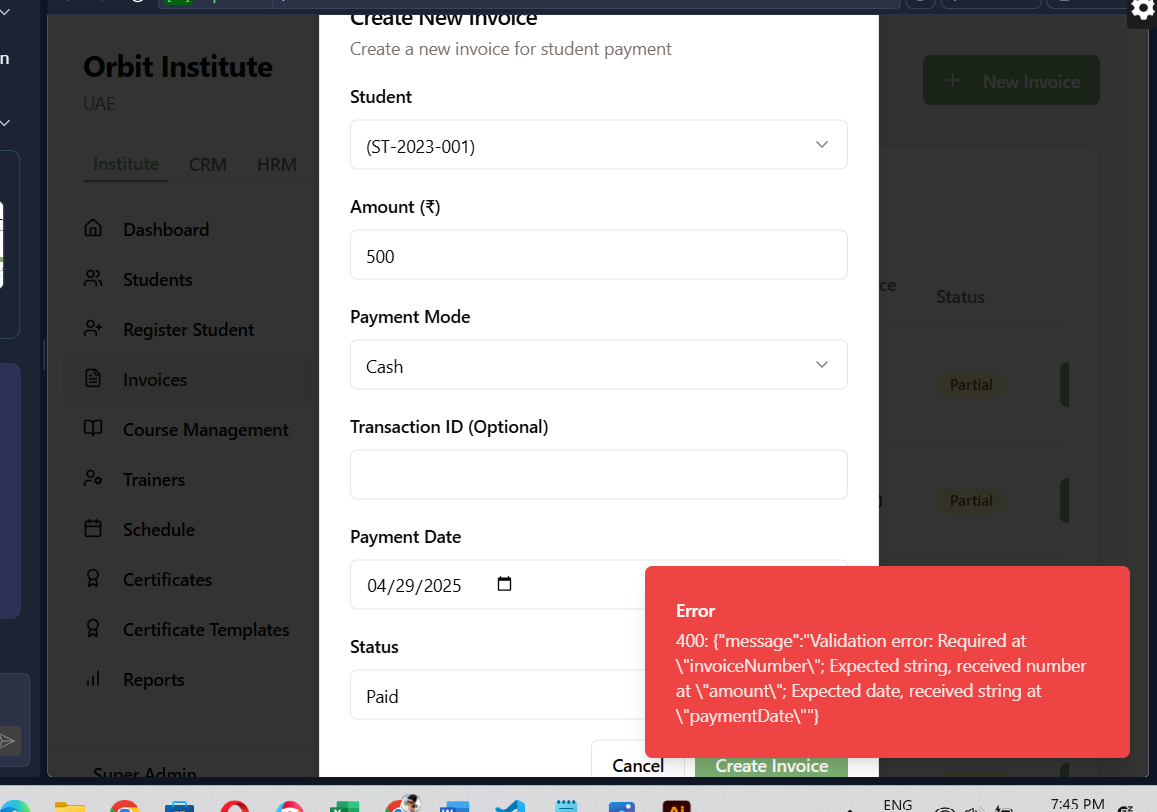 Create New Invoice
Create a new invoice for student payment
Orbit Institute
UAE
+ New Invoice
Institute CRM HRM
Dashboard
Students
Register Student
Invoices
Course Management
Trainers
Schedule
Certificates
Certificate Templates
Reports
Super Admin
Student
(ST-2023-001)
Amount (₹)
500
Payment Mode
Cash
Transaction ID (Optional)
Payment Date
04/29/2025
Status
Paid
Cancel
Create Invoice
Status
Partial
Partial
Error
400: {"message":"Validation error: Required at
\"invoiceNumber\"; Expected string, received number
at \"amount\"; Expected date, received string at
\"paymentDate\""}
Ai
ENG
7:45 PM